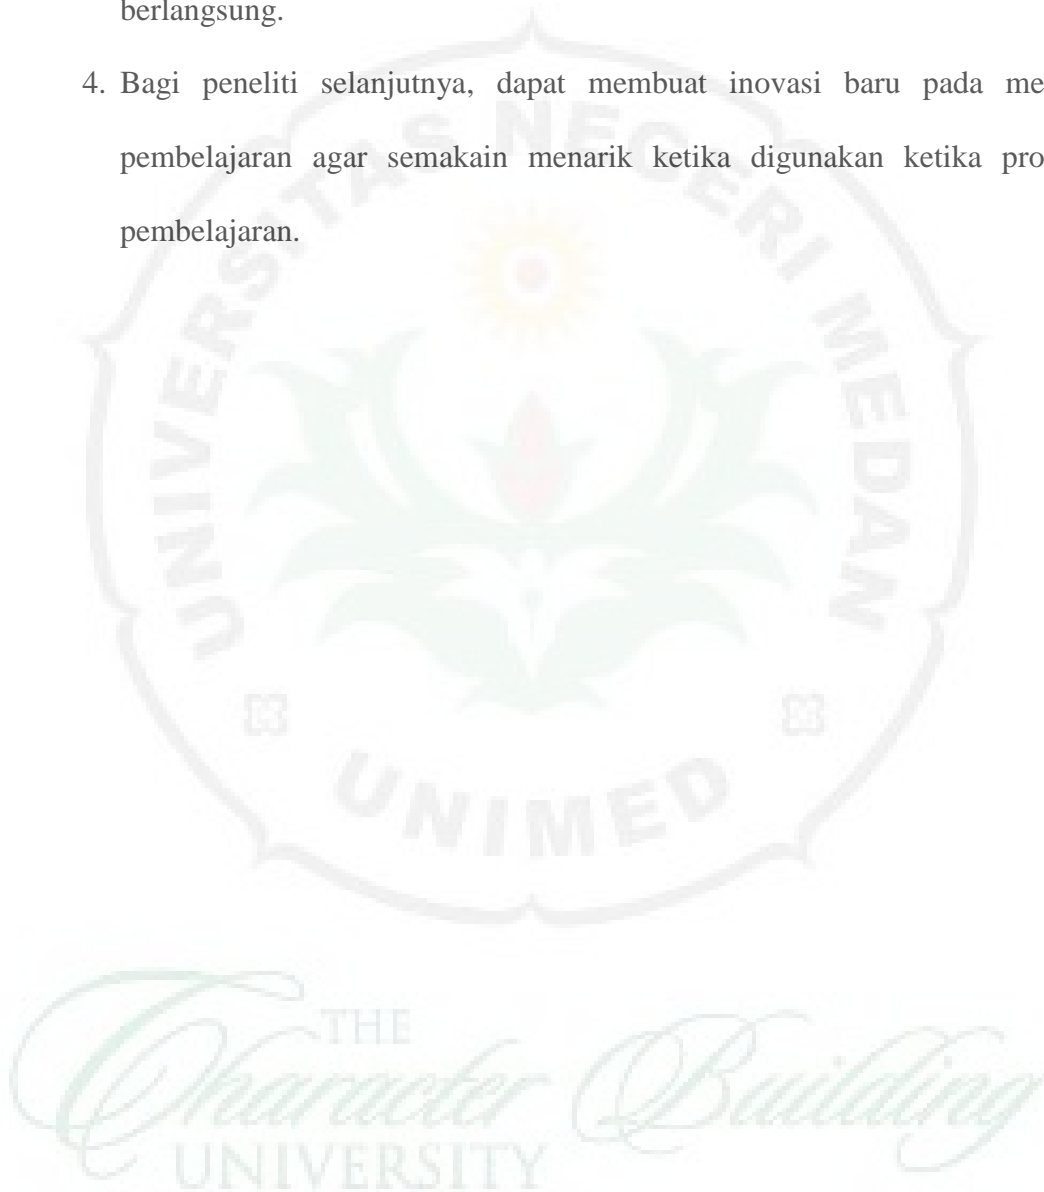 berlangsung.
4. Bagi peneliti selanjutnya, dapat membuat inovasi baru pada me
pembelajaran agar semakain menarik ketika digunakan ketika pro
pembelajaran.
UNIVERSITAS NEGERI MEDAN
UNIMED
THE
Character Building
UNIVERSITY